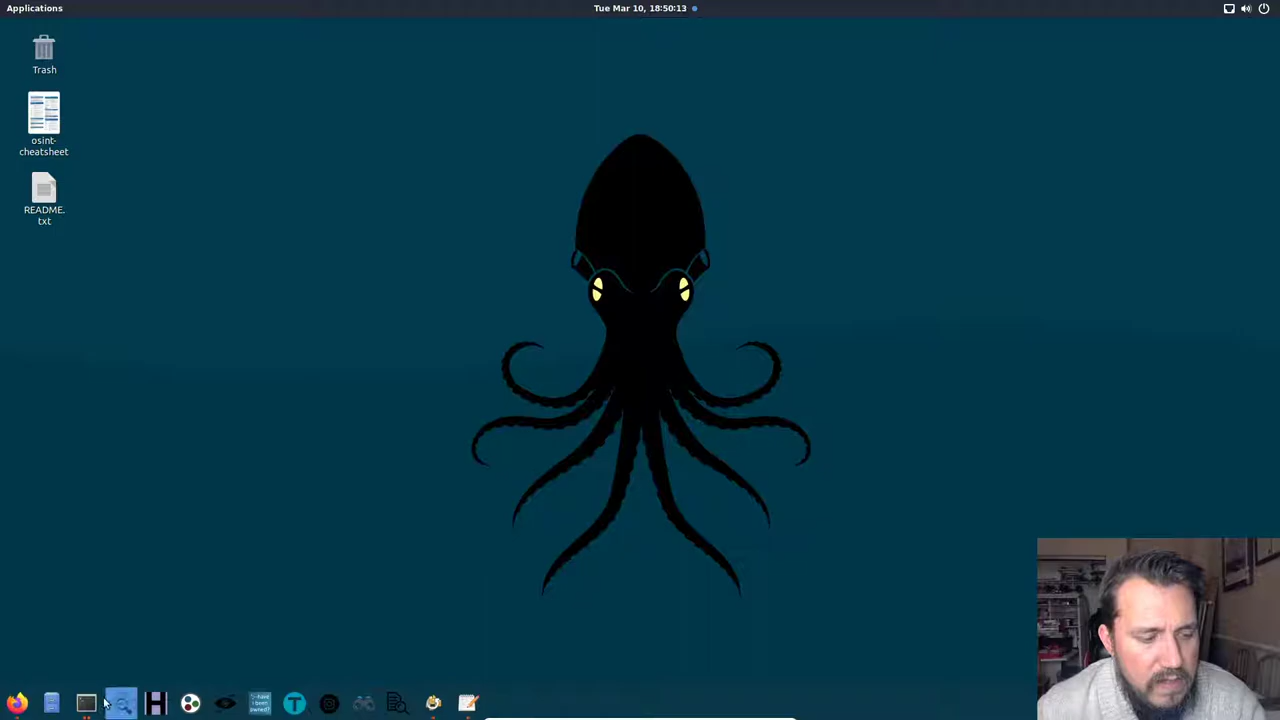 Applications
Tue Mar 10, 18:50:13
Trash
osint-
cheatsheet
README.
txt
T